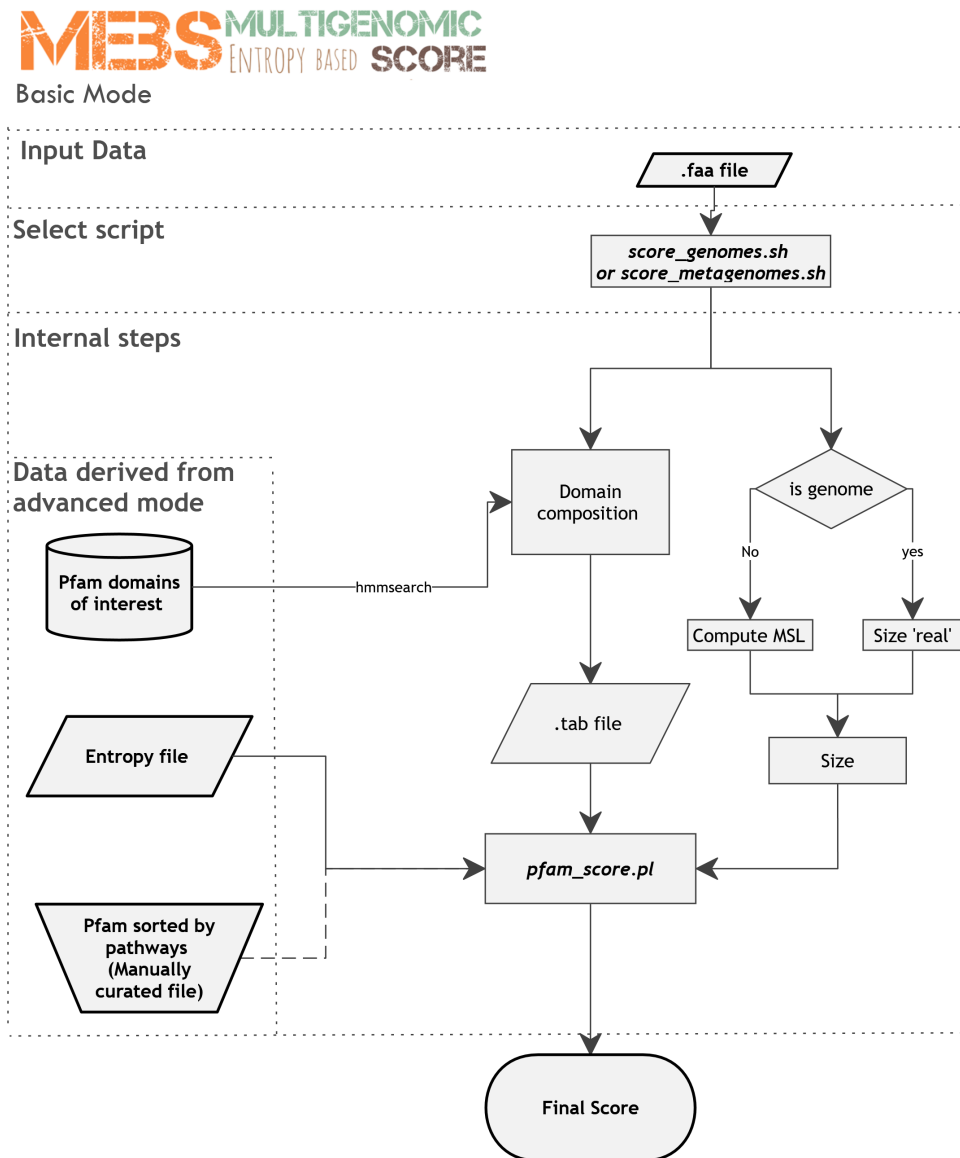 MEBS MULTIGENOMIC
ENTROPY BASED SCORE
Basic Mode
Input Data
.faa file
Select script
score_genomes.sh
or score_metagenomes.sh
Internal steps
Data derived from
advanced mode
Domain
composition
is genome
No
yes
Pfam domains
of interest
hmmsearch
Compute MSL
Size 'real'
.tab file
Entropy file
Size
pfam_score.pl
Pfam sorted by
pathways
(Manually
curated file)
Final Score